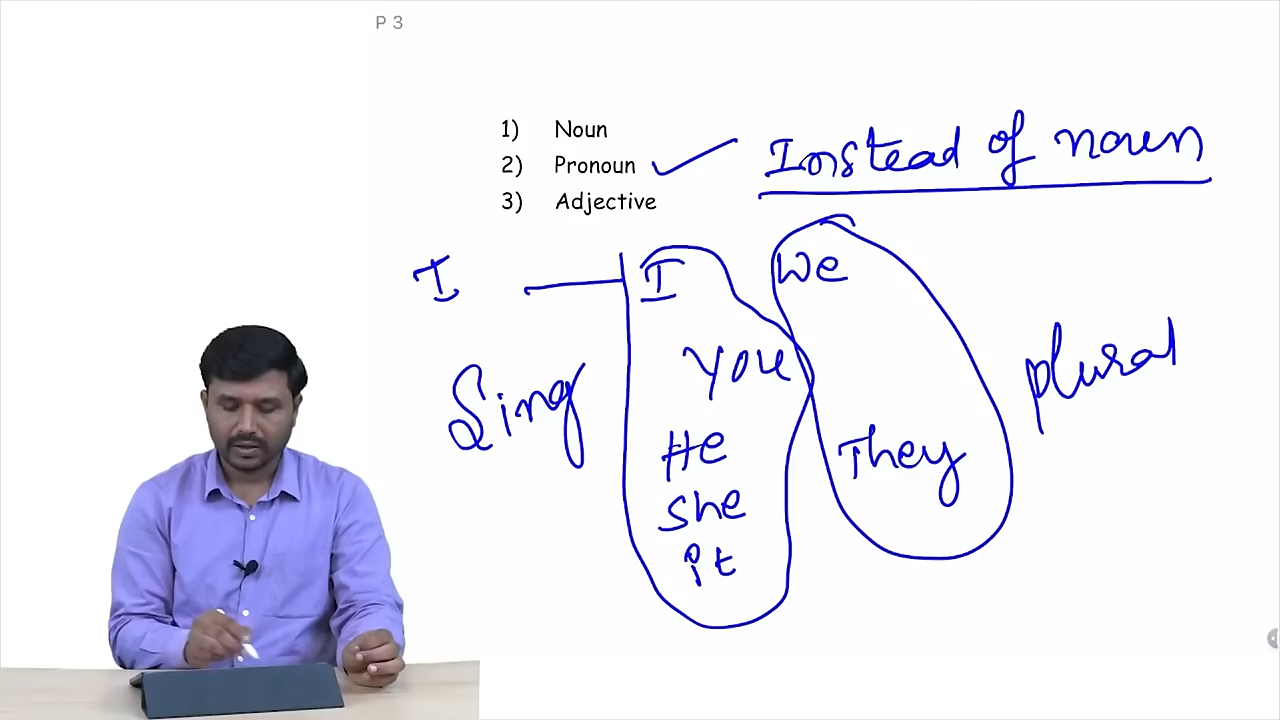 P 3
1) Noun
2) Pronoun Instead of noun
3) Adjective
I I We
Sing You plural
He They
She
it